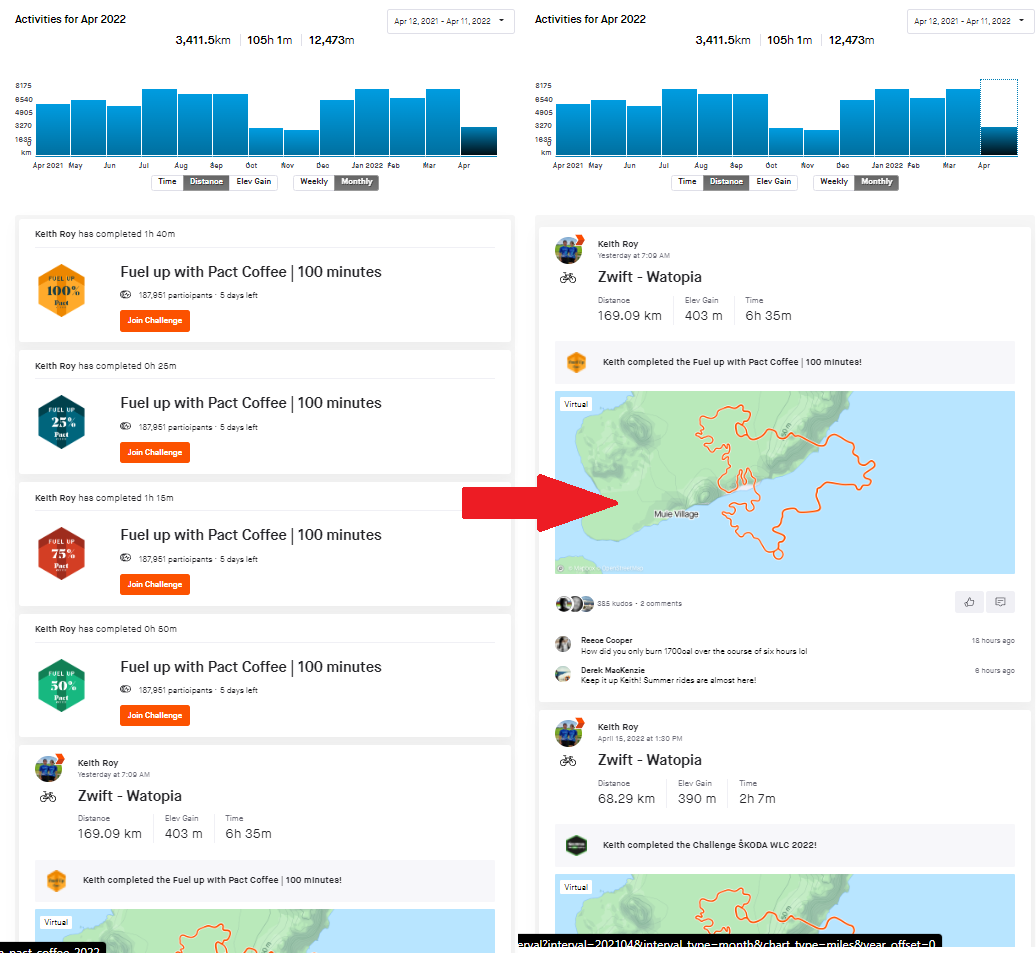 Activities for Apr 2022
Apr 12, 2021 - Apr 11, 2022
3,411.5km 105h 1m 12,473m
8175
6540
4905
3270
1635
0
km
Apr 2021 May Jun Jul Aug Sep Oct Nov Dec Jan 2022 Feb Mar Apr
Time Distance Elev Gain Weekly Monthly
Keith Roy has completed 1h 40m
FUEL UP
100%
Pact
Fuel up with Pact Coffee | 100 minutes
187,951 participants · 5 days left
Join Challenge
Keith Roy has completed 0h 25m
FUEL UP
25%
Pact
Fuel up with Pact Coffee | 100 minutes
187,951 participants · 5 days left
Join Challenge
Keith Roy has completed 1h 15m
FUEL UP
75%
Pact
Fuel up with Pact Coffee | 100 minutes
187,951 participants · 5 days left
Join Challenge
Keith Roy has completed 0h 50m
FUEL UP
50%
Pact
Fuel up with Pact Coffee | 100 minutes
187,951 participants · 5 days left
Join Challenge
Keith Roy
Yesterday at 7:09 AM
Zwift - Watopia
Distance Elev Gain Time
169.09 km 403 m 6h 35m
Keith completed the Fuel up with Pact Coffee | 100 minutes!
Virtual
-pact-coffee-2022
Activities for Apr 2022
Apr 12, 2021 - Apr 11, 2022
3,411.5km 105h 1m 12,473m
8175
6540
4905
3270
1635
0
km
Apr 2021 May Jun Jul Aug Sep Oct Nov Dec Jan 2022 Feb Mar Apr
Time Distance Elev Gain Weekly Monthly
Keith Roy
Yesterday at 7:09 AM
Zwift - Watopia
Distance Elev Gain Time
169.09 km 403 m 6h 35m
Keith completed the Fuel up with Pact Coffee | 100 minutes!
Virtual
Muie Village
385 kudos · 2 comments
Reece Cooper 18 hours ago
How did you only burn 1700cal over the course of six hours lol
Derek MacKenzie 6 hours ago
Keep it up Keith! Summer rides are almost here!
Keith Roy
April 15, 2022 at 1:30 PM
Zwift - Watopia
Distance Elev Gain Time
68.29 km 390 m 2h 7m
Keith completed the Challenge ŠKODA WLC 2022!
Virtual
erval?interval=202104&interval_type=month&chart_type=miles&year_offset=0